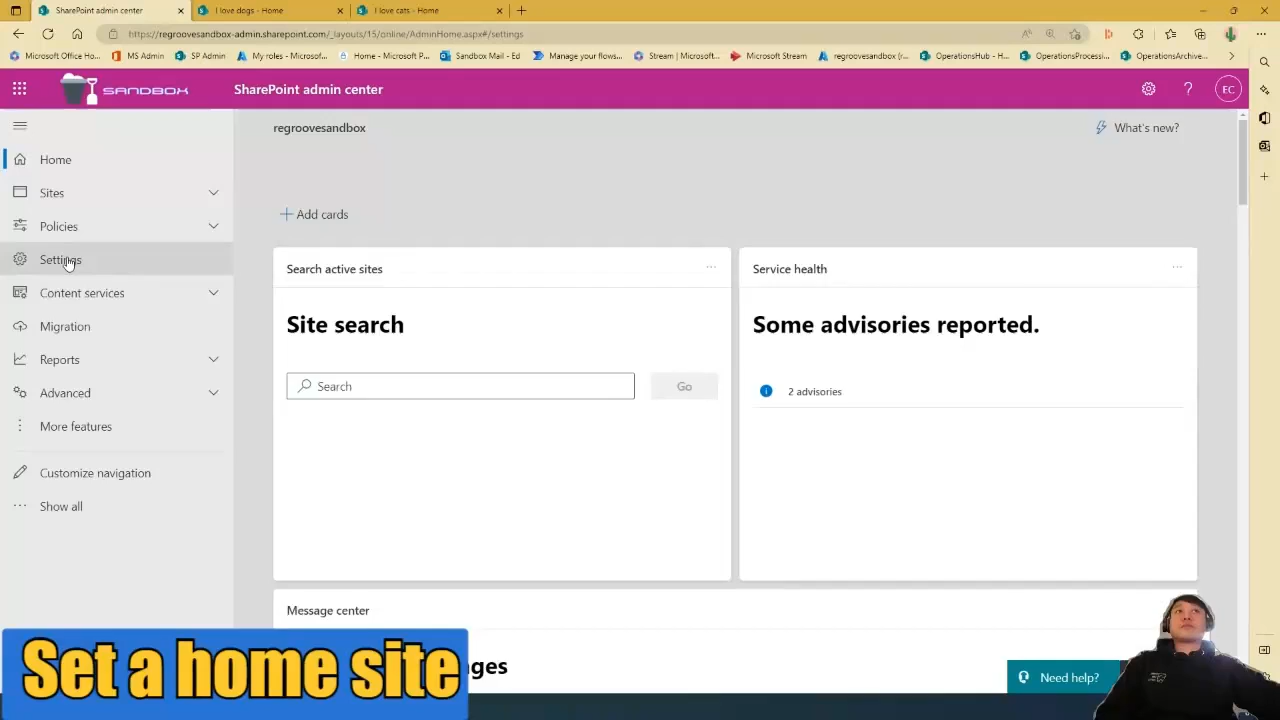 SharePoint admin center
I love dogs - Home
I love cats - Home
https://regroovesandbox-admin.sharepoint.com/_layouts/15/online/AdminHome.aspx#/settings
Microsoft Office Ho...
MS Admin
SP Admin
My roles - Microsof...
Home - Microsoft P...
Sandbox Mail - Ed
Manage your flows...
Stream | Microsoft...
Microsoft Stream
regroovesandbox (r...
OperationsHub - H...
OperationsProcessi...
OperationsArchive...
SANDBOX
SharePoint admin center
?
EC
regroovesandbox
What's new?
Home
Sites
Policies
Settings
Content services
Migration
Reports
Advanced
More features
Customize navigation
Show all
Add cards
Search active sites
Site search
Search
Go
Service health
Some advisories reported.
2 advisories
Message center
Need help?
Set a home site